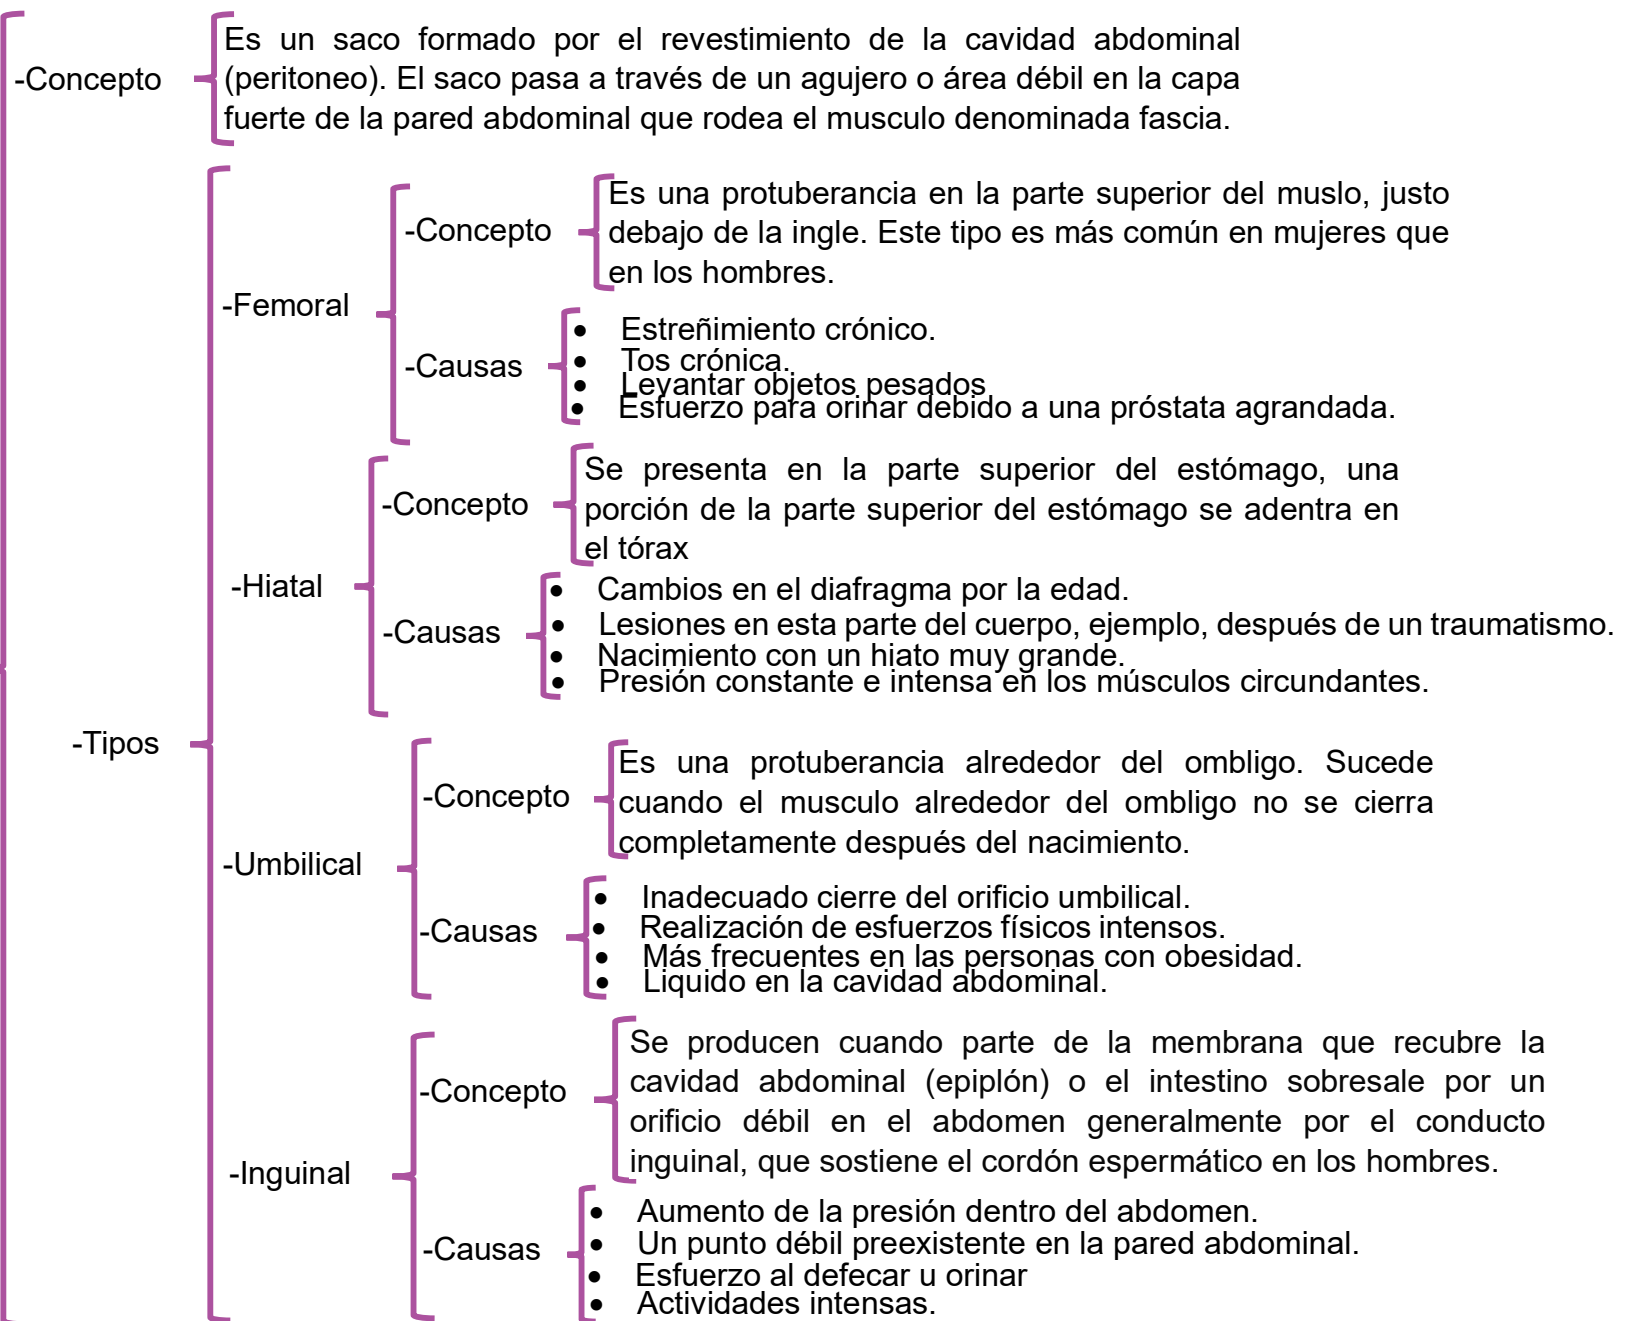 -Concepto
Es un saco formado por el revestimiento de la cavidad abdominal
(peritoneo). El saco pasa a través de un agujero o área débil en la capa
fuerte de la pared abdominal que rodea el musculo denominada fascia.
-Tipos
-Femoral
-Concepto
Es una protuberancia en la parte superior del muslo, justo
debajo de la ingle. Este tipo es más común en mujeres que
en los hombres.
-Causas
• Estreñimiento crónico.
• Tos crónica.
• Levantar objetos pesados
• Esfuerzo para orinar debido a una próstata agrandada.
-Hiatal
-Concepto
Se presenta en la parte superior del estómago, una
porción de la parte superior del estómago se adentra en
el tórax
-Causas
• Cambios en el diafragma por la edad.
• Lesiones en esta parte del cuerpo, ejemplo, después de un traumatismo.
• Nacimiento con un hiato muy grande.
• Presión constante e intensa en los músculos circundantes.
-Umbilical
-Concepto
Es una protuberancia alrededor del ombligo. Sucede
cuando el musculo alrededor del ombligo no se cierra
completamente después del nacimiento.
-Causas
• Inadecuado cierre del orificio umbilical.
• Realización de esfuerzos físicos intensos.
• Más frecuentes en las personas con obesidad.
• Liquido en la cavidad abdominal.
-Inguinal
-Concepto
Se producen cuando parte de la membrana que recubre la
cavidad abdominal (epiplón) o el intestino sobresale por un
orificio débil en el abdomen generalmente por el conducto
inguinal, que sostiene el cordón espermático en los hombres.
-Causas
• Aumento de la presión dentro del abdomen.
• Un punto débil preexistente en la pared abdominal.
• Esfuerzo al defecar u orinar
• Actividades intensas.